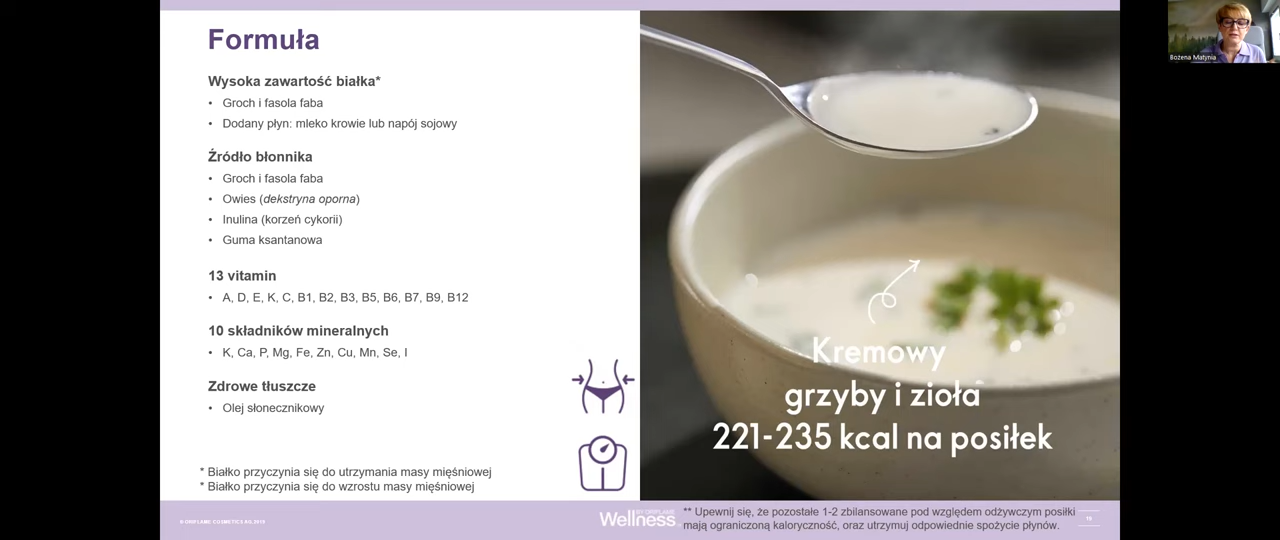 Formuła
Wysoka zawartość białka*
• Groch i fasola faba
• Dodany płyn: mleko krowie lub napój sojowy
Źródło błonnika
• Groch i fasola faba
• Owies (dekstryna oporna)
• Inulina (korzeń cykorii)
• Guma ksantanowa
13 vitamin
• A, D, E, K, C, B1, B2, B3, B5, B6, B7, B9, B12
10 składników mineralnych
• K, Ca, P, Mg, Fe, Zn, Cu, Mn, Se, I
Zdrowe tłuszcze
• Olej słonecznikowy
* Białko przyczynia się do utrzymania masy mięśniowej
* Białko przyczynia się do wzrostu masy mięśniowej
Kremowy
grzyby i zioła
221-235 kcal na posiłek
© ORIFLAME COSMETICS AG 2019
BY ORIFLAME
Wellness
** Upewnij się, że pozostałe 1-2 zbilansowane pod względem odżywczym posiłki
mają ograniczoną kaloryczność, oraz utrzymuj odpowiednie spożycie płynów.
Bożena Matynia